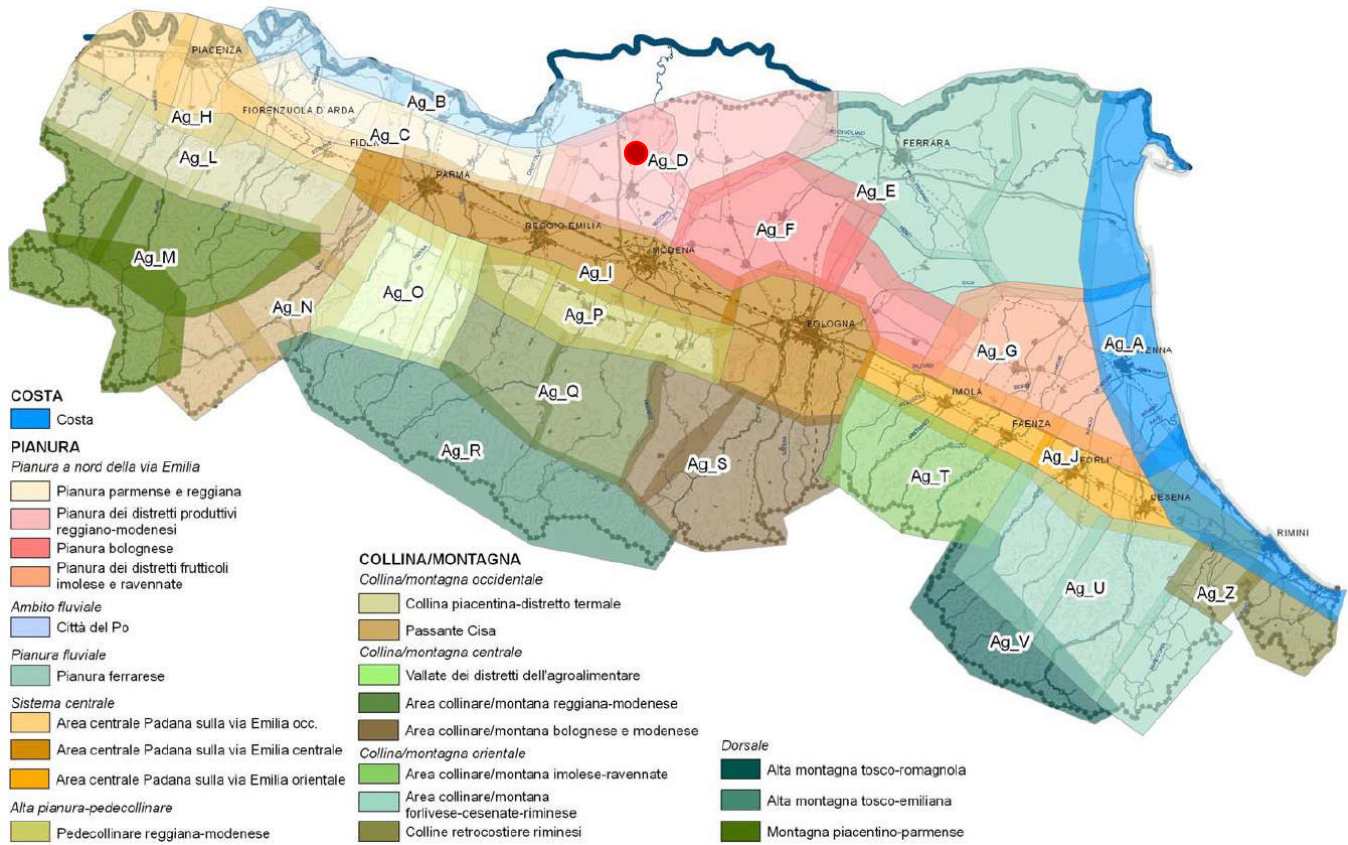 PIACENZA
Ag_B
FIORENZUOLA D'ARDA
Ag_H
Ag_C
FIDE
Ag_L
Ag_D
FERRARA
PARMA
Ag_E
REGGIO EMILIA
Ag_F
MODENA
Ag_M
Ag_I
Ag_O
Ag_N
Ag_P
BOLOGNA
Ag_G
Ag_A
ENNA
Ag_Q
IMOLA
FAENZA
Ag_R
Ag_S
Ag_J
FORLI'
Ag_T
CESENA
RIMINI
Ag_U
Ag_Z
Ag_V
COSTA
Costa
PIANURA
Pianura a nord della via Emilia
Pianura parmense e reggiana
Pianura dei distretti produttivi
reggiano-modenesi
Pianura bolognese
Pianura dei distretti frutticoli
imolese e ravennate
Ambito fluviale
Città del Po
Pianura fluviale
Pianura ferrarese
Sistema centrale
Area centrale Padana sulla via Emilia occ.
Area centrale Padana sulla via Emilia centrale
Area centrale Padana sulla via Emilia orientale
Alta pianura-pedecollinare
Pedecollinare reggiana-modenese
COLLINA/MONTAGNA
Collina/montagna occidentale
Collina piacentina-distretto termale
Passante Cisa
Collina/montagna centrale
Vallate dei distretti dell'agroalimentare
Area collinare/montana reggiana-modenese
Area collinare/montana bolognese e modenese
Collina/montagna orientale
Area collinare/montana imolese-ravennate
Area collinare/montana
forlivese-cesenate-riminese
Colline retrocostiere riminesi
Dorsale
Alta montagna tosco-romagnola
Alta montagna tosco-emiliana
Montagna piacentino-parmense